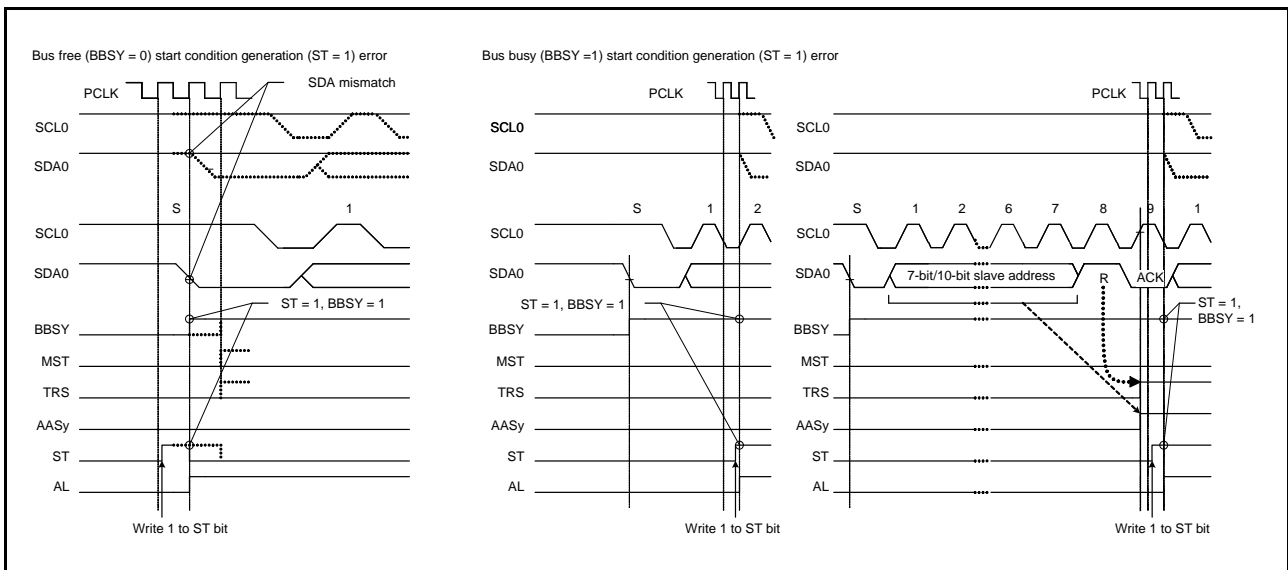 Bus free (BBSY = 0) start condition generation (ST = 1) error
PCLK
SDA mismatch
SCL0
SDA0
S 1
SCL0
SDA0
ST = 1, BBSY = 1
BBSY
MST
TRS
AASy
ST
AL
Write 1 to ST bit
Bus busy (BBSY =1) start condition generation (ST = 1) error
PCLK
SCL0
SDA0
S 1 2
SCL0
SDA0
ST = 1, BBSY = 1
BBSY
MST
TRS
AASy
ST
AL
Write 1 to ST bit
PCLK
SCL0
SDA0
S 1 2 6 7 8 9 1
SCL0
SDA0
7-bit/10-bit slave address
R
ACK
ST = 1,
BBSY = 1
BBSY
MST
TRS
AASy
ST
AL
Write 1 to ST bit